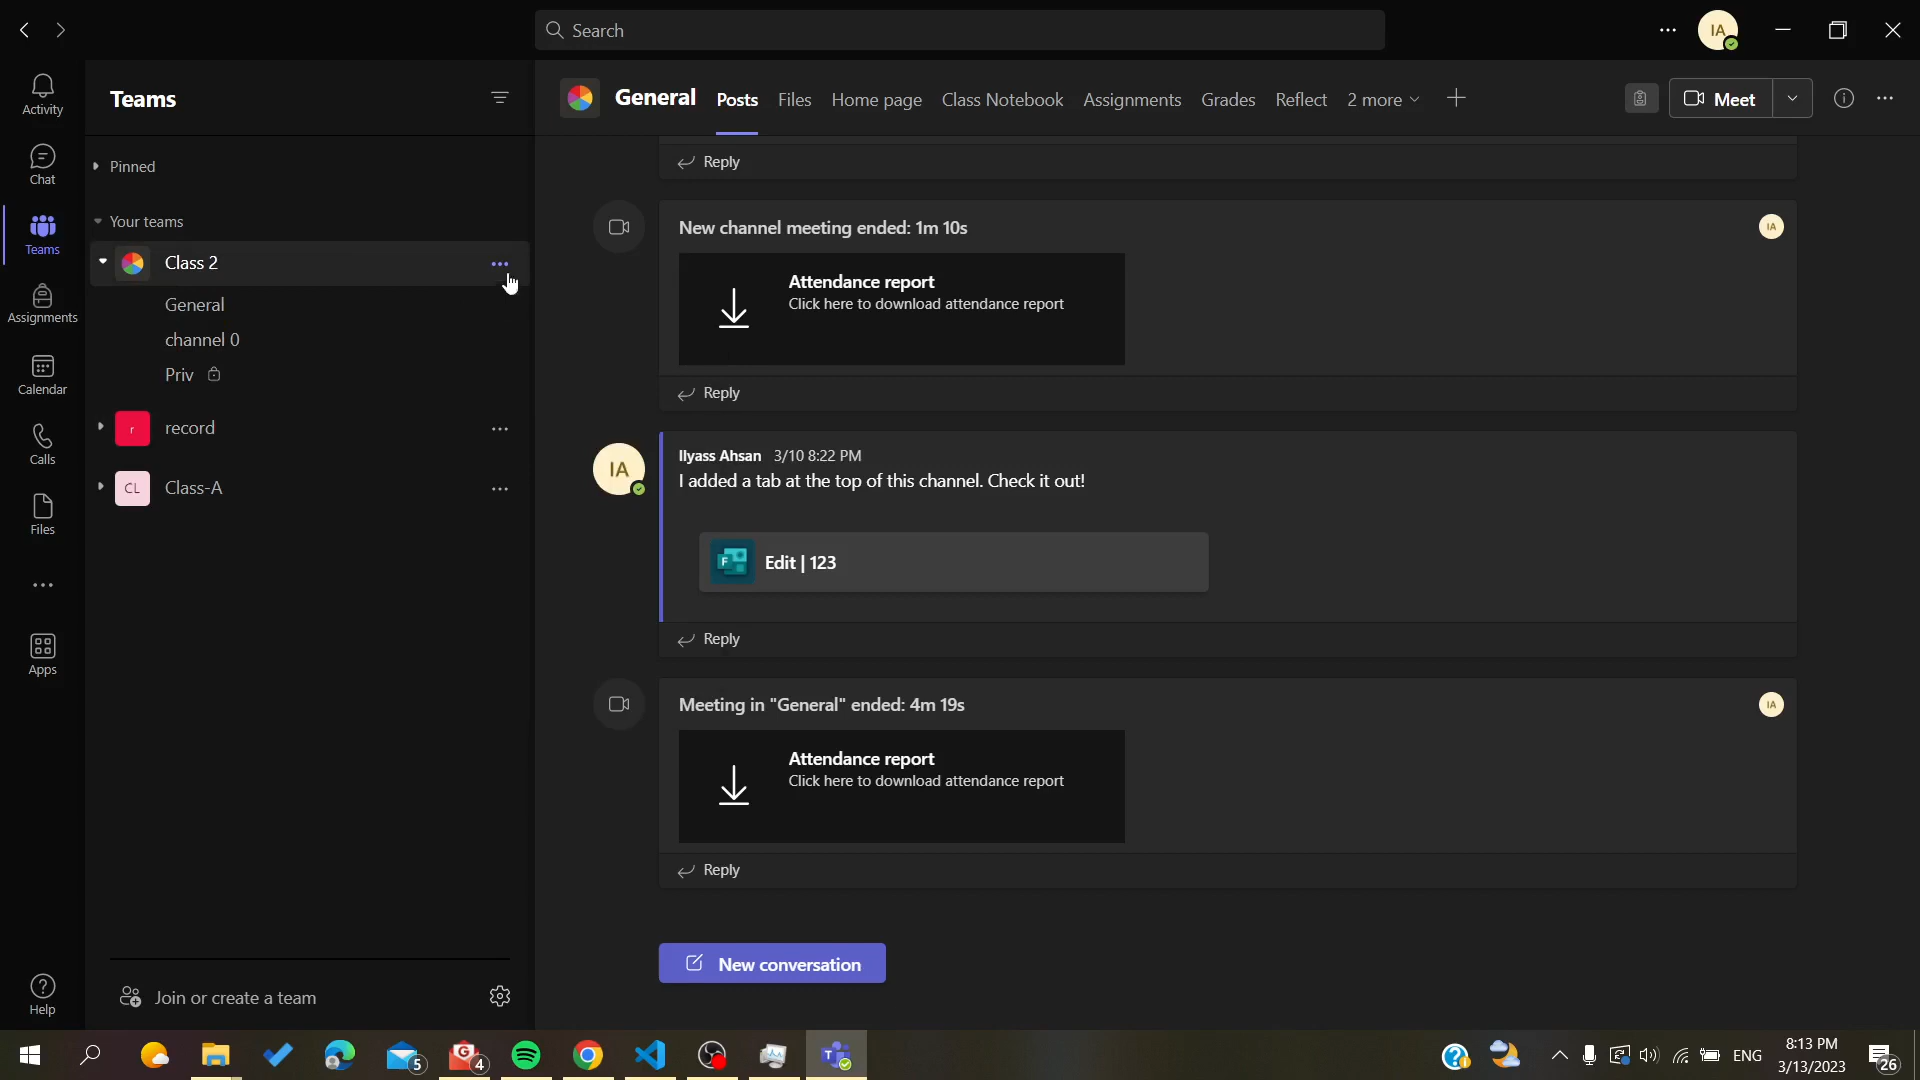 Search
IA
Activity
Chat
Teams
Assignments
Calendar
Calls
Files
Apps
Help
Teams
Pinned
Your teams
Class 2
General
channel 0
Priv
r
record
CL
Class-A
Join or create a team
General
Posts
Files
Home page
Class Notebook
Assignments
Grades
Reflect
2 more
Meet
Reply
New channel meeting ended: 1m 10s
IA
Attendance report
Click here to download attendance report
Reply
IA
Ilyass Ahsan 3/10 8:22 PM
I added a tab at the top of this channel. Check it out!
F
Edit | 123
Reply
Meeting in "General" ended: 4m 19s
IA
Attendance report
Click here to download attendance report
Reply
New conversation
5
G
4
T
ENG
8:13 PM
3/13/2023
26